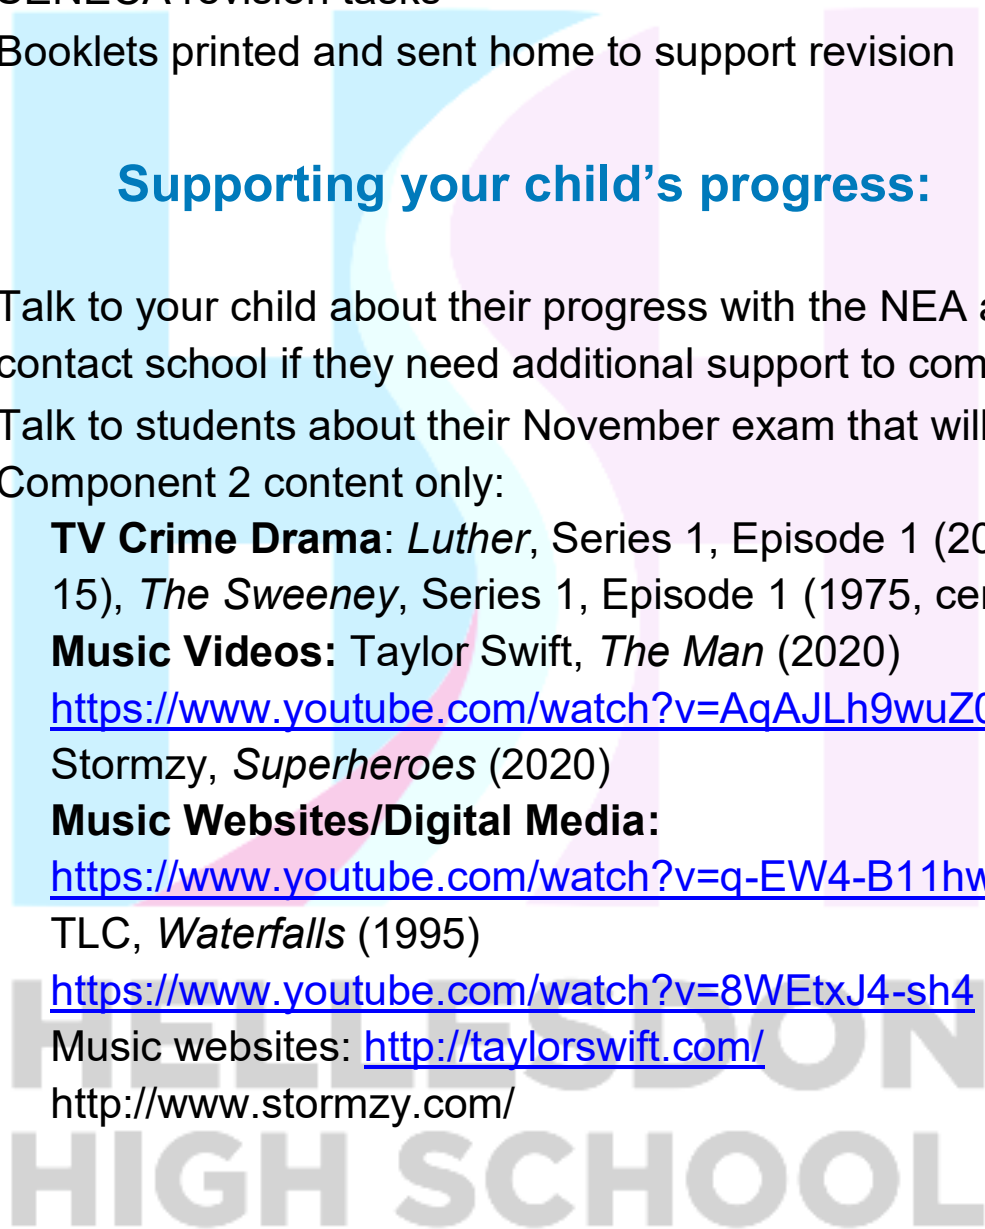 SENECA revision tasks
Booklets printed and sent home to support revision
Supporting your child’s progress:
Talk to your child about their progress with the NEA
contact school if they need additional support to com
Talk to students about their November exam that will
Component 2 content only:
TV Crime Drama: Luther, Series 1, Episode 1 (20
15), The Sweeney, Series 1, Episode 1 (1975, cer
Music Videos: Taylor Swift, The Man (2020)
https://www.youtube.com/watch?v=AqAJLh9wuZ0
Stormzy, Superheroes (2020)
Music Websites/Digital Media:
https://www.youtube.com/watch?v=q-EW4-B11hw
TLC, Waterfalls (1995)
https://www.youtube.com/watch?v=8WEtxJ4-sh4
Music websites: http://taylorswift.com/
http://www.stormzy.com/
HELLESDON
HIGH SCHOOL